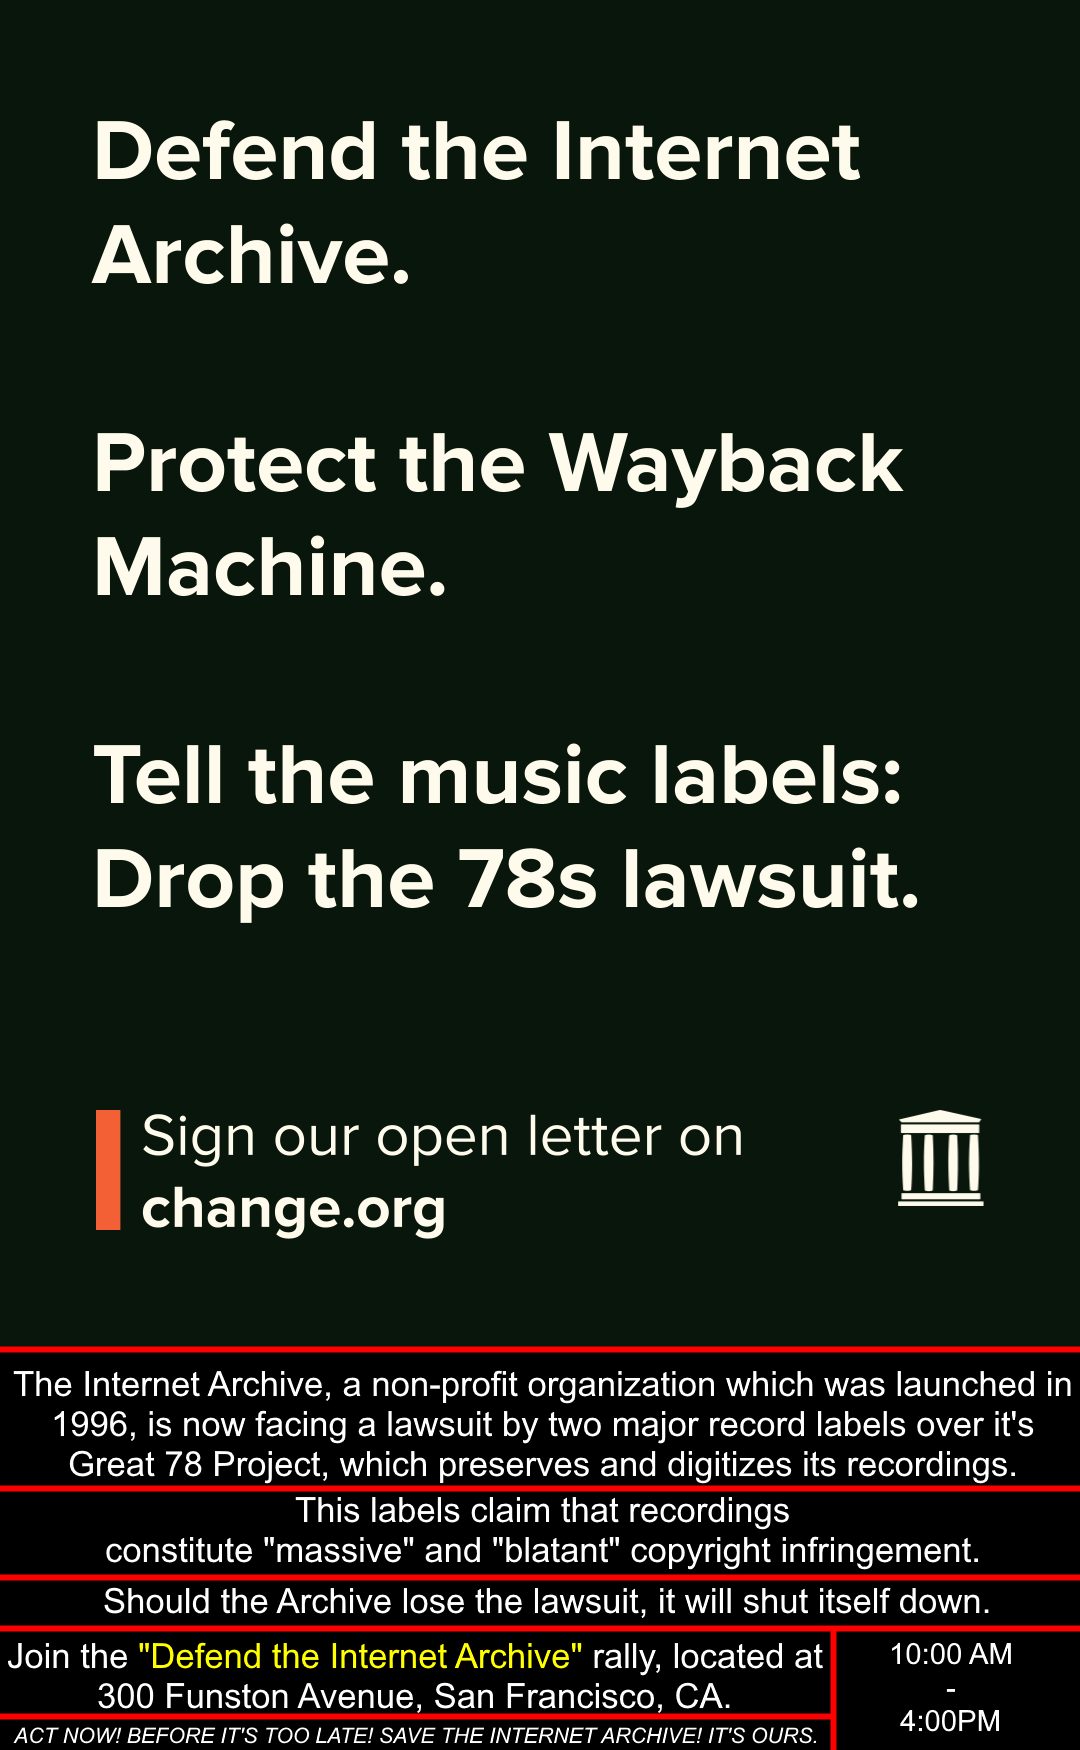 Defend the Internet
Archive.
Protect the Wayback
Machine.
Tell the music labels:
Drop the 78s lawsuit.
Sign our open letter on
change.org
The Internet Archive, a non-profit organization which was launched in
1996, is now facing a lawsuit by two major record labels over it's
Great 78 Project, which preserves and digitizes its recordings.
This labels claim that recordings
constitute "massive" and "blatant" copyright infringement.
Should the Archive lose the lawsuit, it will shut itself down.
Join the "Defend the Internet Archive" rally, located at
300 Funston Avenue, San Francisco, CA.
ACT NOW! BEFORE IT'S TOO LATE! SAVE THE INTERNET ARCHIVE! IT'S OURS.
10:00 AM
-
4:00PM